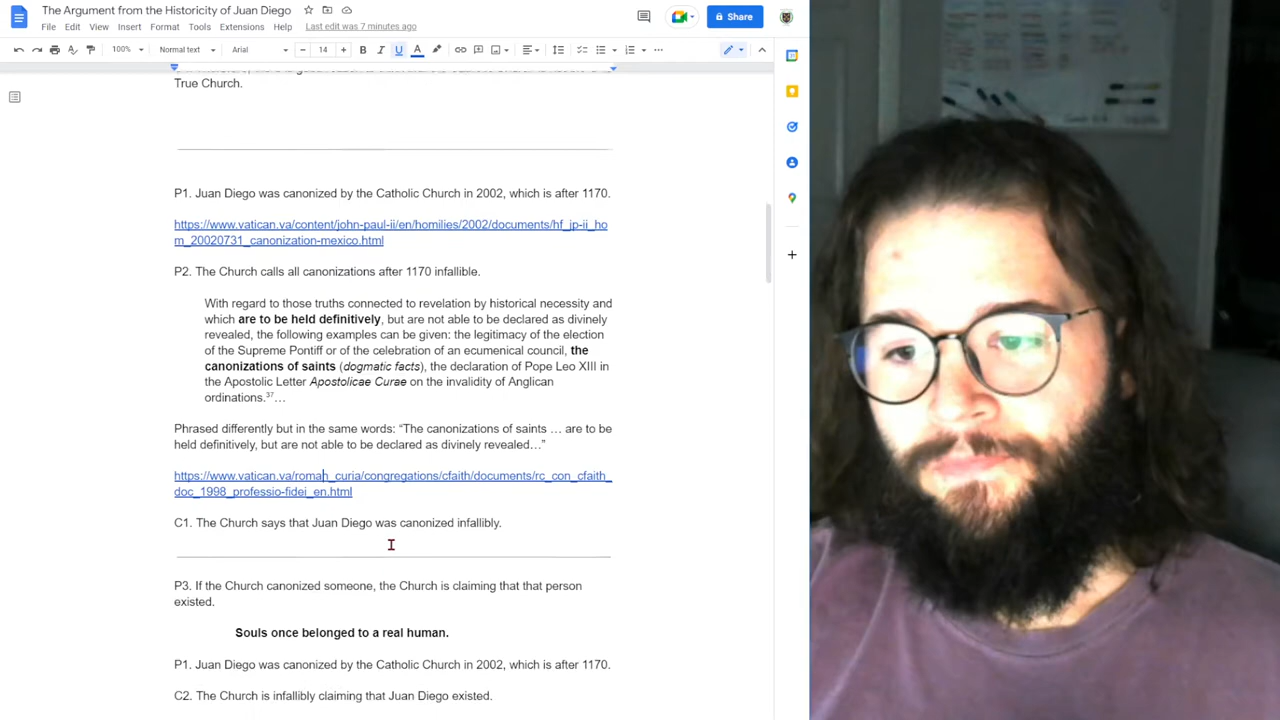 The Argument from the Historicity of Juan Diego
File Edit View Insert Format Tools Extensions Help Last edit was 7 minutes ago
Share
100% Normal text Arial 14 B I U A
True Church.
P1. Juan Diego was canonized by the Catholic Church in 2002, which is after 1170.
https://www.vatican.va/content/john-paul-ii/en/homilies/2002/documents/hf_jp-ii_ho
m_20020731_canonization-mexico.html
P2. The Church calls all canonizations after 1170 infallible.
With regard to those truths connected to revelation by historical necessity and
which are to be held definitively, but are not able to be declared as divinely
revealed, the following examples can be given: the legitimacy of the election
of the Supreme Pontiff or of the celebration of an ecumenical council, the
canonizations of saints (dogmatic facts), the declaration of Pope Leo XIII in
the Apostolic Letter Apostolicae Curae on the invalidity of Anglican
ordinations.37…
Phrased differently but in the same words: “The canonizations of saints … are to be
held definitively, but are not able to be declared as divinely revealed…”
https://www.vatican.va/roman_curia/congregations/cfaith/documents/rc_con_cfaith_
doc_1998_professio-fidei_en.html
C1. The Church says that Juan Diego was canonized infallibly.
P3. If the Church canonized someone, the Church is claiming that that person
existed.
Souls once belonged to a real human.
P1. Juan Diego was canonized by the Catholic Church in 2002, which is after 1170.
C2. The Church is infallibly claiming that Juan Diego existed.